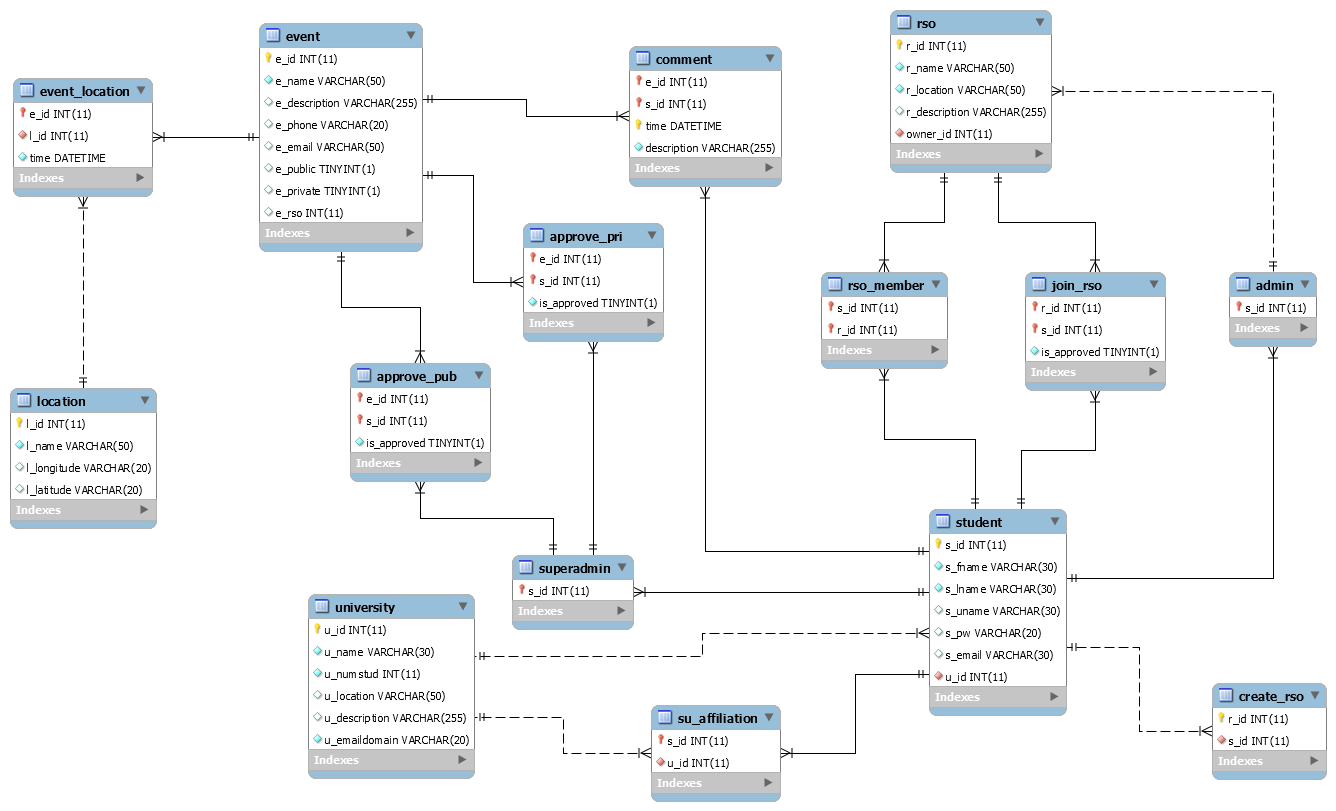 event
e_id INT(11)
e_name VARCHAR(50)
e_description VARCHAR(255)
e_phone VARCHAR(20)
e_email VARCHAR(50)
e_public TINYINT(1)
e_private TINYINT(1)
e_rso INT(11)
Indexes
comment
e_id INT(11)
s_id INT(11)
time DATETIME
description VARCHAR(255)
Indexes
rso
r_id INT(11)
r_name VARCHAR(50)
r_location VARCHAR(50)
r_description VARCHAR(255)
owner_id INT(11)
Indexes
event_location
e_id INT(11)
l_id INT(11)
time DATETIME
Indexes
approve_pri
e_id INT(11)
s_id INT(11)
is_approved TINYINT(1)
Indexes
rso_member
s_id INT(11)
r_id INT(11)
Indexes
join_rso
r_id INT(11)
s_id INT(11)
is_approved TINYINT(1)
Indexes
admin
s_id INT(11)
Indexes
approve_pub
e_id INT(11)
s_id INT(11)
is_approved TINYINT(1)
Indexes
location
l_id INT(11)
l_name VARCHAR(50)
l_longitude VARCHAR(20)
l_latitude VARCHAR(20)
Indexes
superadmin
s_id INT(11)
Indexes
student
s_id INT(11)
s_fname VARCHAR(30)
s_lname VARCHAR(30)
s_uname VARCHAR(30)
s_pw VARCHAR(20)
s_email VARCHAR(30)
u_id INT(11)
Indexes
university
u_id INT(11)
u_name VARCHAR(30)
u_numstud INT(11)
u_location VARCHAR(50)
u_description VARCHAR(255)
u_emaildomain VARCHAR(20)
Indexes
su_affiliation
s_id INT(11)
u_id INT(11)
Indexes
create_rso
r_id INT(11)
s_id INT(11)
Indexes